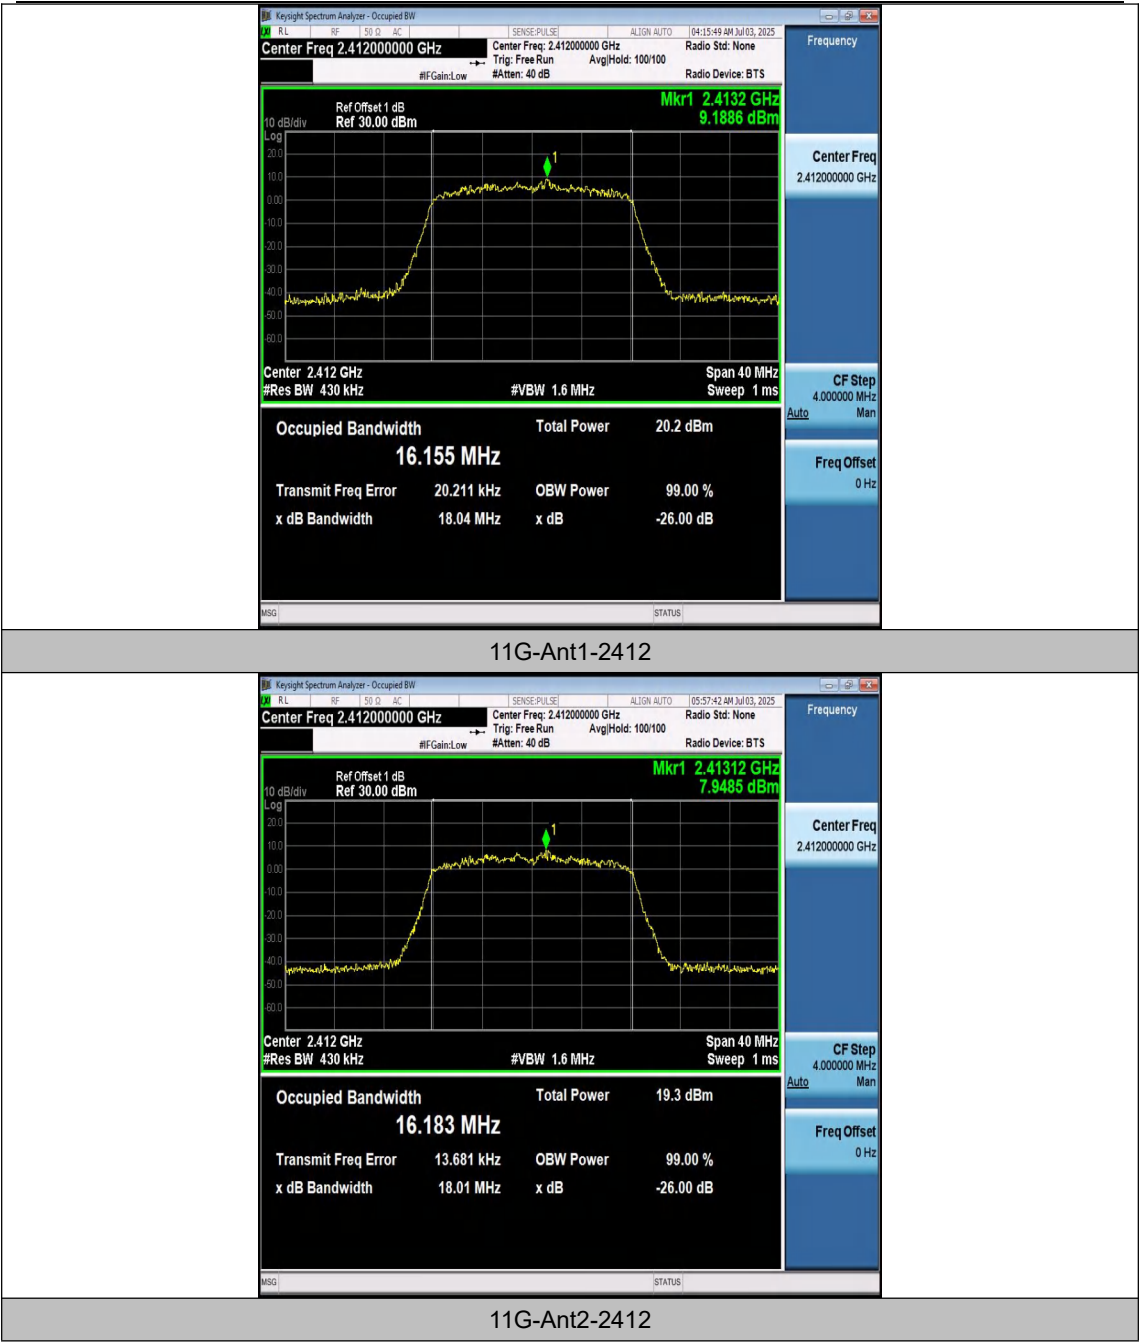 Keysight Spectrum Analyzer - Occupied BW
RL RF 50 Ω AC SENSE:PULSE ALIGN AUTO 04:15:49 AM Jul 03, 2025
Center Freq 2.412000000 GHz Center Freq: 2.412000000 GHz Radio Std: None Frequency
Trig: Free Run Avg|Hold: 100/100
#IFGain:Low #Atten: 40 dB Radio Device: BTS
Mkr1 2.4132 GHz
Ref Offset 1 dB 9.1886 dBm
10 dB/div Ref 30.00 dBm
Log
20.0
10.0
0.00
-10.0
-20.0
-30.0
-40.0
-50.0
-60.0
1
Center Freq
2.412000000 GHz
Center 2.412 GHz Span 40 MHz
#Res BW 430 kHz #VBW 1.6 MHz Sweep 1 ms
CF Step
4.000000 MHz
Auto Man
Occupied Bandwidth Total Power 20.2 dBm
16.155 MHz
Freq Offset
0 Hz
Transmit Freq Error 20.211 kHz OBW Power 99.00 %
x dB Bandwidth 18.04 MHz x dB -26.00 dB
MSG STATUS
11G-Ant1-2412
Keysight Spectrum Analyzer - Occupied BW
RL RF 50 Ω AC SENSE:PULSE ALIGN AUTO 05:57:42 AM Jul 03, 2025
Center Freq 2.412000000 GHz Center Freq: 2.412000000 GHz Radio Std: None Frequency
Trig: Free Run Avg|Hold: 100/100
#IFGain:Low #Atten: 40 dB Radio Device: BTS
Mkr1 2.41312 GHz
Ref Offset 1 dB 7.9485 dBm
10 dB/div Ref 30.00 dBm
Log
20.0
10.0
0.00
-10.0
-20.0
-30.0
-40.0
-50.0
-60.0
1
Center Freq
2.412000000 GHz
Center 2.412 GHz Span 40 MHz
#Res BW 430 kHz #VBW 1.6 MHz Sweep 1 ms
CF Step
4.000000 MHz
Auto Man
Occupied Bandwidth Total Power 19.3 dBm
16.183 MHz
Freq Offset
0 Hz
Transmit Freq Error 13.681 kHz OBW Power 99.00 %
x dB Bandwidth 18.01 MHz x dB -26.00 dB
MSG STATUS
11G-Ant2-2412